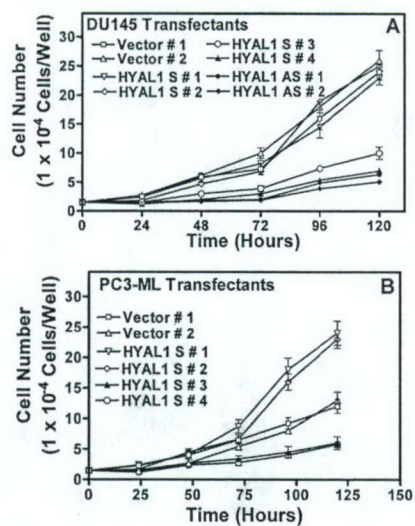 DU145 Transfectants
A
Vector # 1
Vector # 2
HYAL1 S # 1
HYAL1 S # 2
HYAL1 S # 3
HYAL1 S # 4
HYAL1 AS # 1
HYAL1 AS # 2
Cell Number
(1 x 10⁻⁴ Cells/Well)
30
25
20
15
10
5
0
0 24 48 72 96 120
Time (Hours)
PC3-ML Transfectants
B
Vector # 1
Vector # 2
HYAL1 S # 1
HYAL1 S # 2
HYAL1 S # 3
HYAL1 S # 4
Cell Number
(1 x 10⁻⁴ Cells/Well)
30
25
20
15
10
5
0
0 25 50 75 100 125 150
Time (Hours)